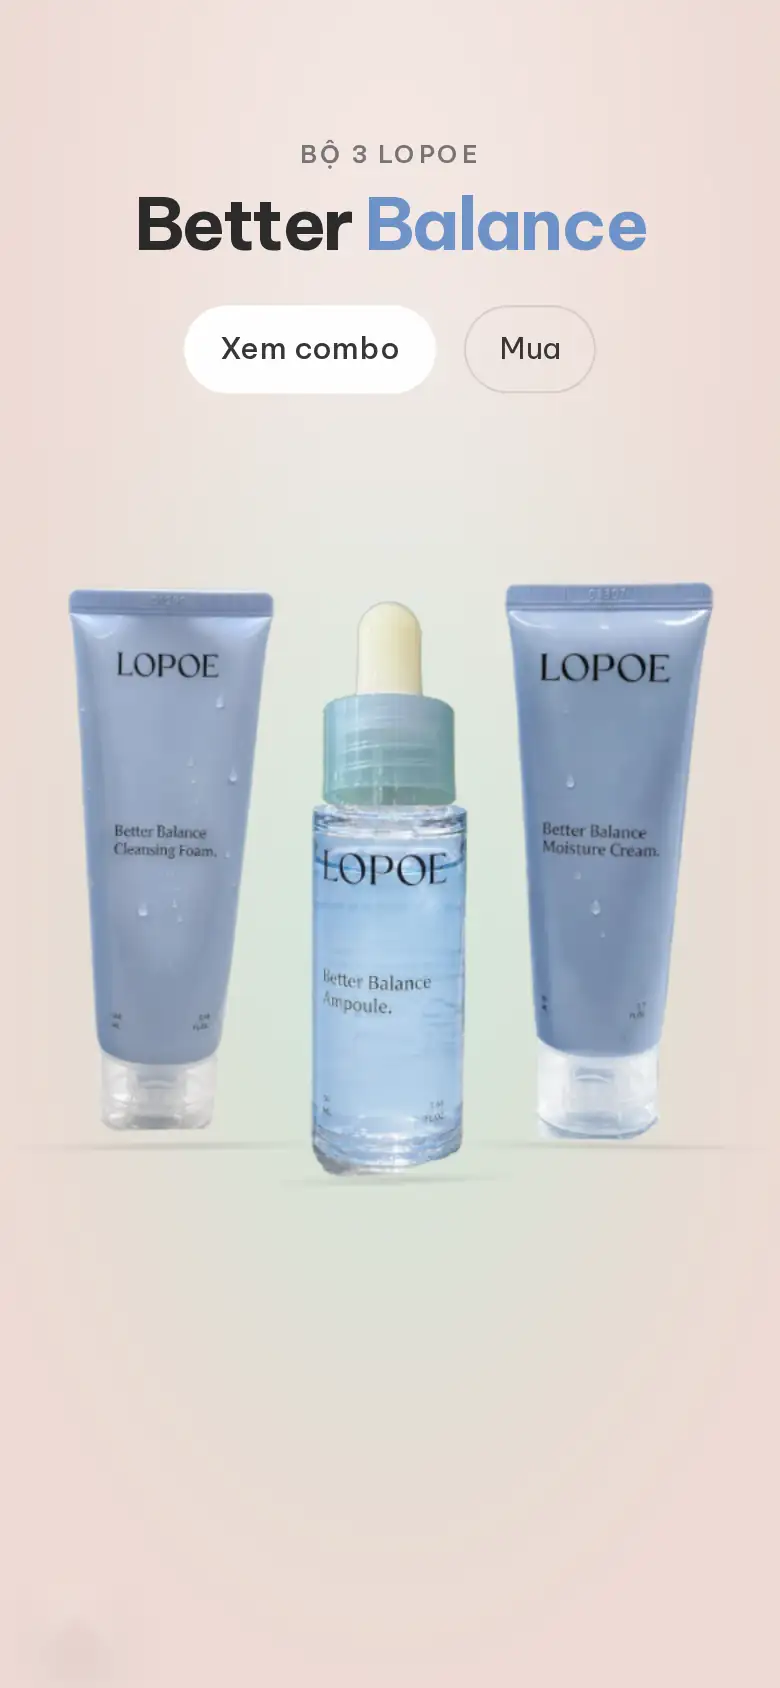 BỘ 3 LOPOE
Better Balance
Xem combo
Mua
LOPOE
Better Balance
Cleansing Foam.
LOPOE
Better Balance
Ampoule.
LOPOE
Better Balance
Moisture Cream.